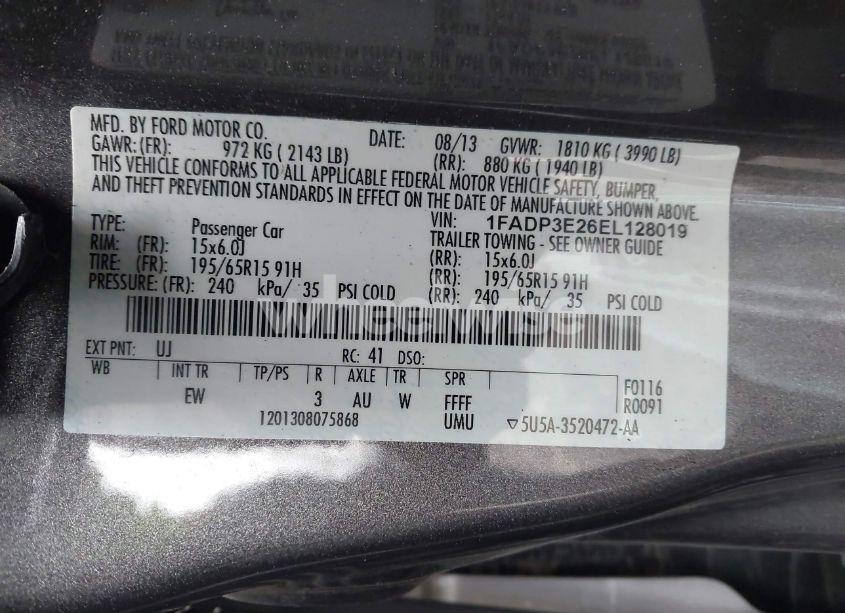 MFD. BY FORD MOTOR CO. DATE: 08/13 GVWR: 1810 KG ( 3990 LB)
GAWR: (FR): 972 KG ( 2143 LB) (RR): 880 KG ( 1940 LB)
THIS VEHICLE CONFORMS TO ALL APPLICABLE FEDERAL MOTOR VEHICLE SAFETY, BUMPER,
AND THEFT PREVENTION STANDARDS IN EFFECT ON THE DATE OF MANUFACTURE SHOWN ABOVE.
VIN: 1FADP3E26EL128019
TYPE: Passenger Car TRAILER TOWING - SEE OWNER GUIDE
RIM: (FR): 15x6.0J (RR): 15x6.0J
TIRE: (FR): 195/65R15 91H (RR): 195/65R15 91H
PRESSURE: (FR): 240 kPa/ 35 PSI COLD (RR): 240 kPa/ 35 PSI COLD
wheelwise
EXT PNT: UJ RC: 41 DSO:
WB INT TR TP/PS R AXLE TR SPR F0116
EW 3 AU W FFFF R0091
1201308075868 UMU ▽5U5A-3520472-AA